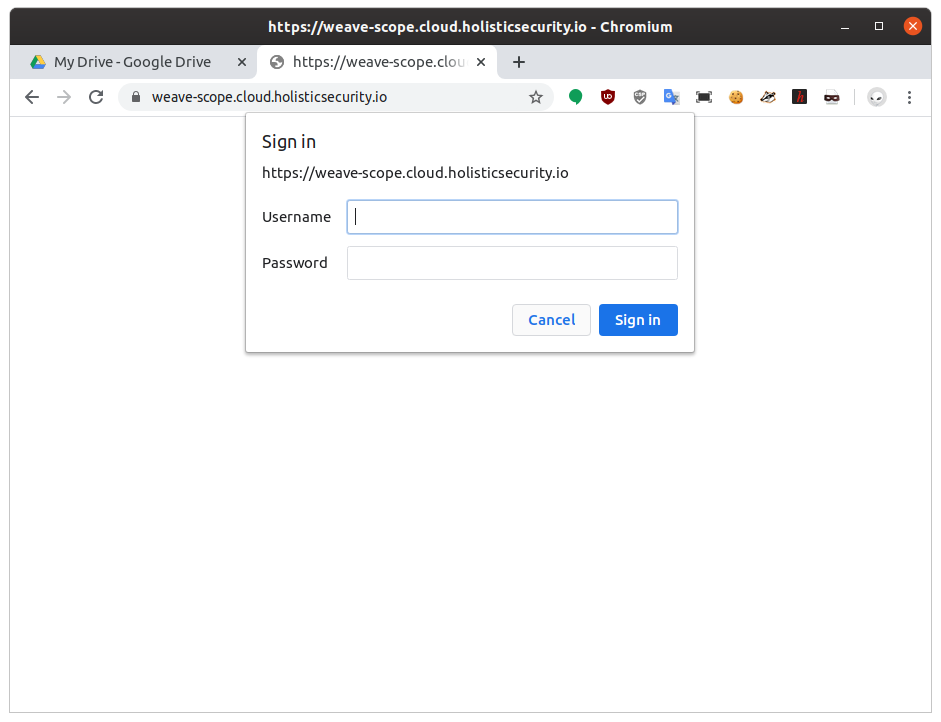 https://weave-scope.cloud.holisticsecurity.io - Chromium
My Drive - Google Drive
https://weave-scope.clou
weave-scope.cloud.holisticsecurity.io
Sign in
https://weave-scope.cloud.holisticsecurity.io
Username
Password
Cancel
Sign in